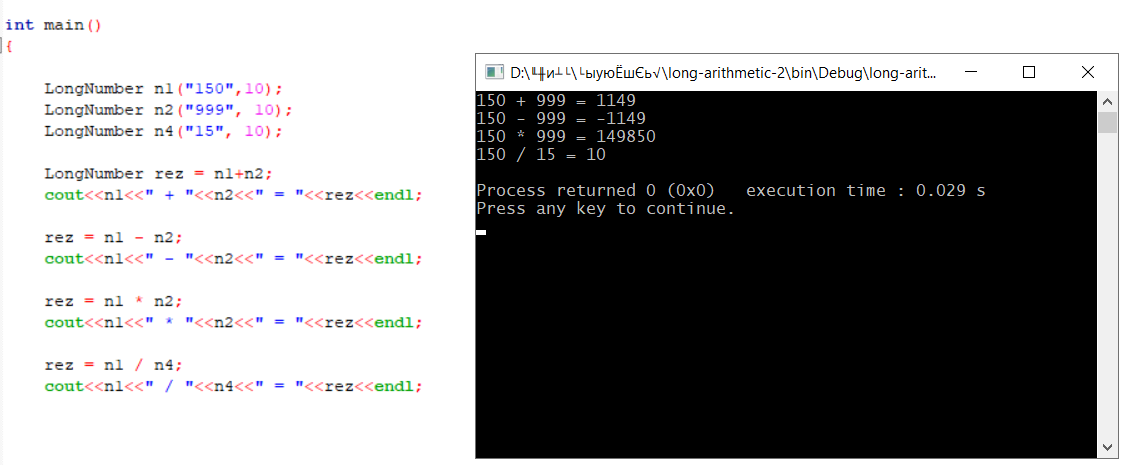 int main()
{
LongNumber n1("150",10);
LongNumber n2("999", 10);
LongNumber n4("15", 10);
LongNumber rez = n1+n2;
cout<<n1<<" + "<<n2<<" = "<<rez<<endl;
rez = n1 - n2;
cout<<n1<<" - "<<n2<<" = "<<rez<<endl;
rez = n1 * n2;
cout<<n1<<" * "<<n2<<" = "<<rez<<endl;
rez = n1 / n4;
cout<<n1<<" / "<<n4<<" = "<<rez<<endl;
D:\╙╫и┴└\└ыуюЁшЄь√\long-arithmetic-2\bin\Debug\long-arit...
150 + 999 = 1149
150 - 999 = -1149
150 * 999 = 149850
150 / 15 = 10
Process returned 0 (0x0)   execution time : 0.029 s
Press any key to continue.